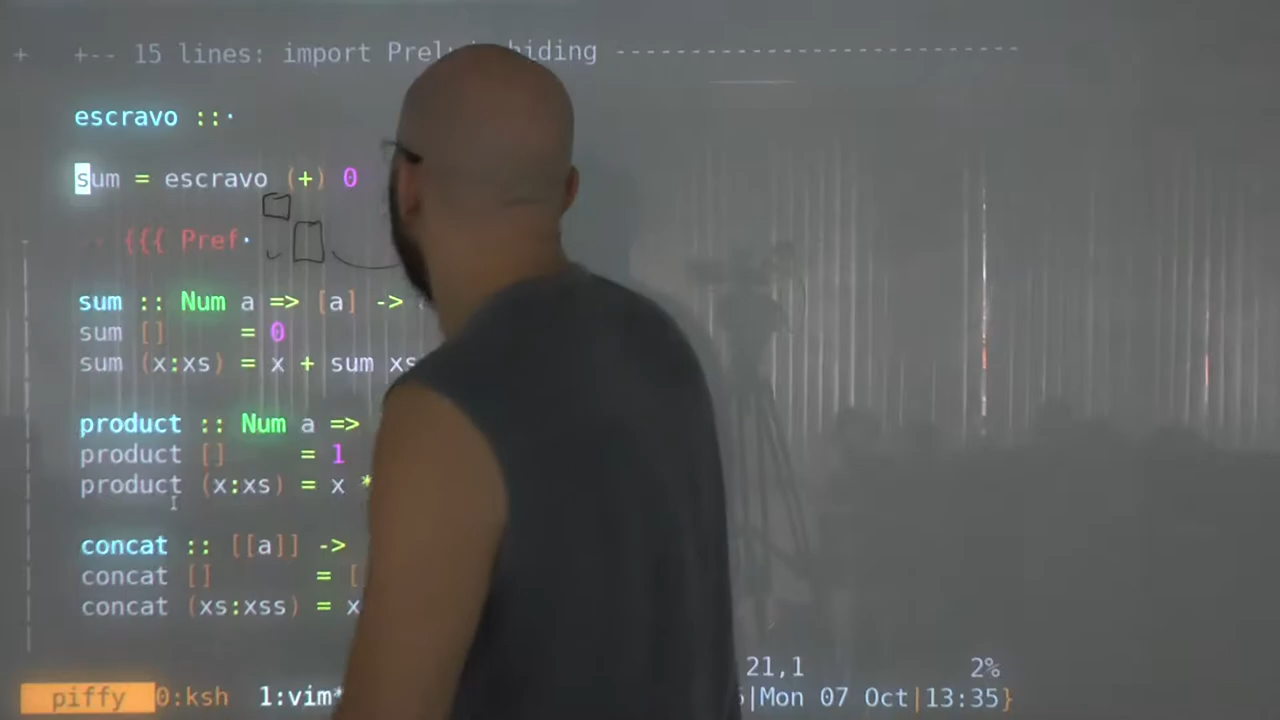 + +-- 15 lines: import Prel hiding --------------------------------
escravo ::·
sum = escravo (+) 0
-- {{{ Pref·
sum :: Num a => [a] ->
sum [] = 0
sum (x:xs) = x + sum xs
product :: Num a =>
product [] = 1
product (x:xs) = x *
concat :: [[a]] ->
concat [] = [
concat (xs:xss) = x
21,1 2%
piffy 0:ksh 1:vim* |Mon 07 Oct|13:35}